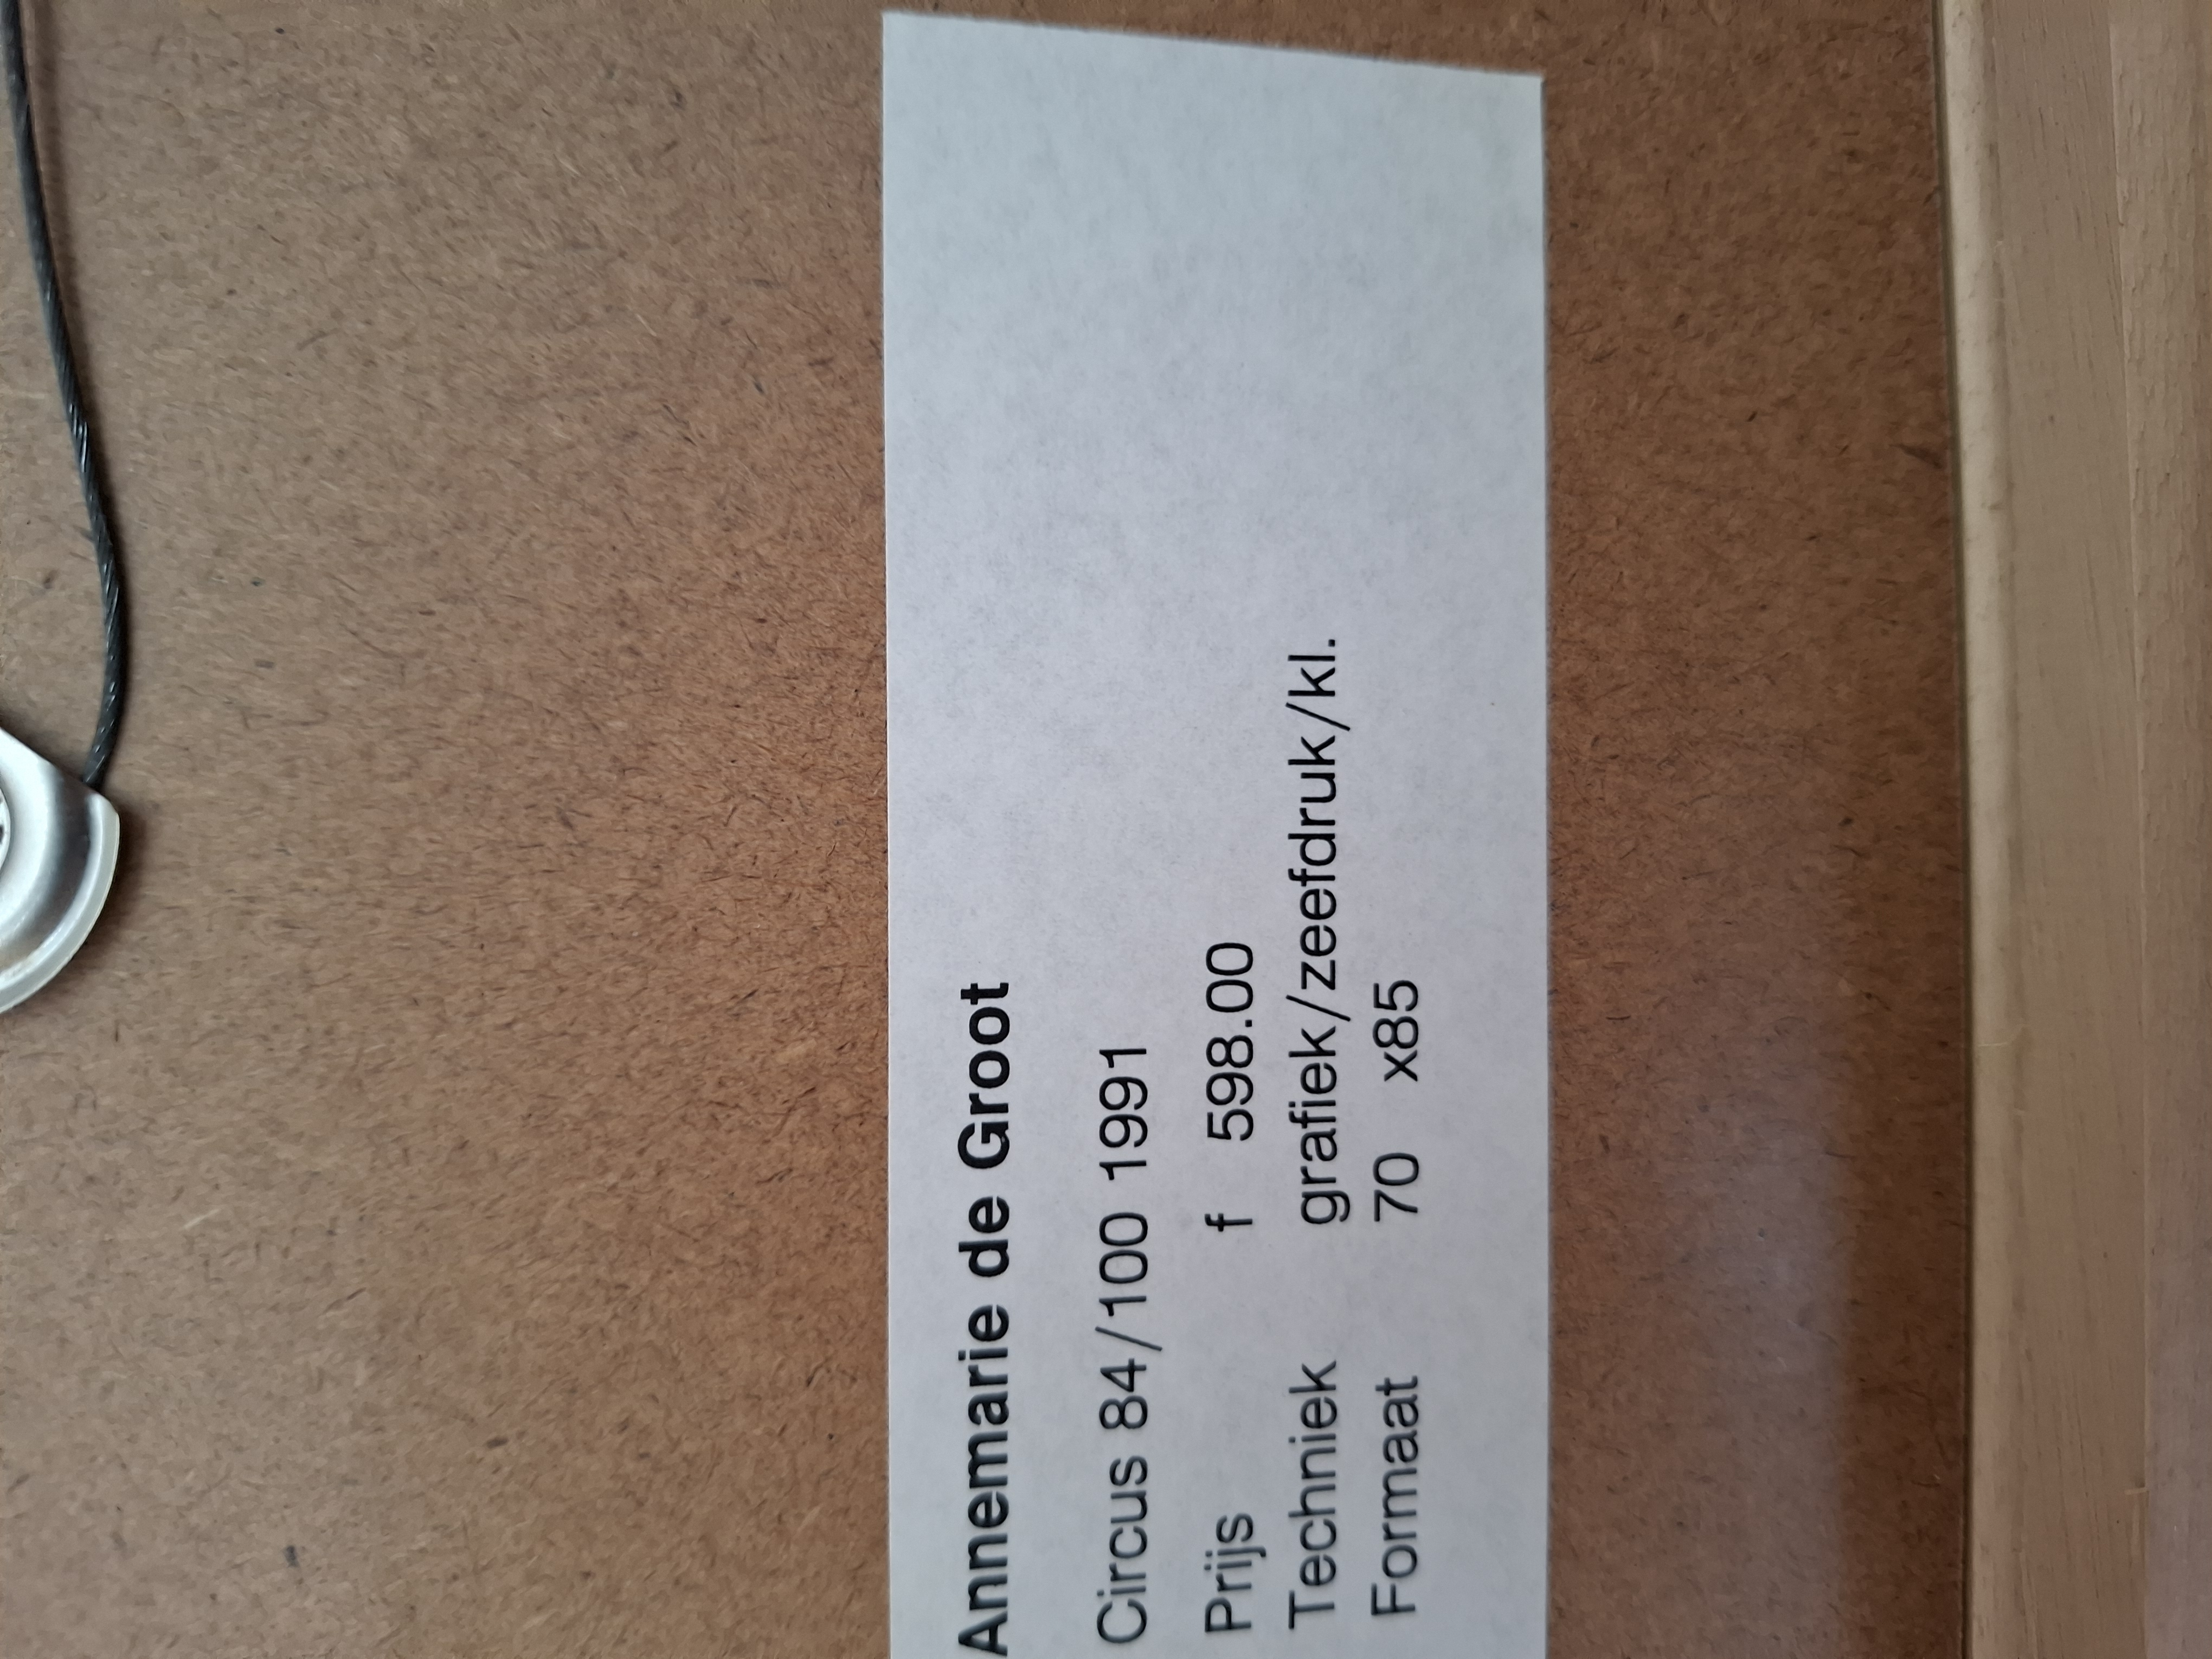 Annemarie de Groot
Circus 84/100 1991
Prijs f 598.00
Techniek grafiek/zeefdruk/kl.
Formaat 70 x85